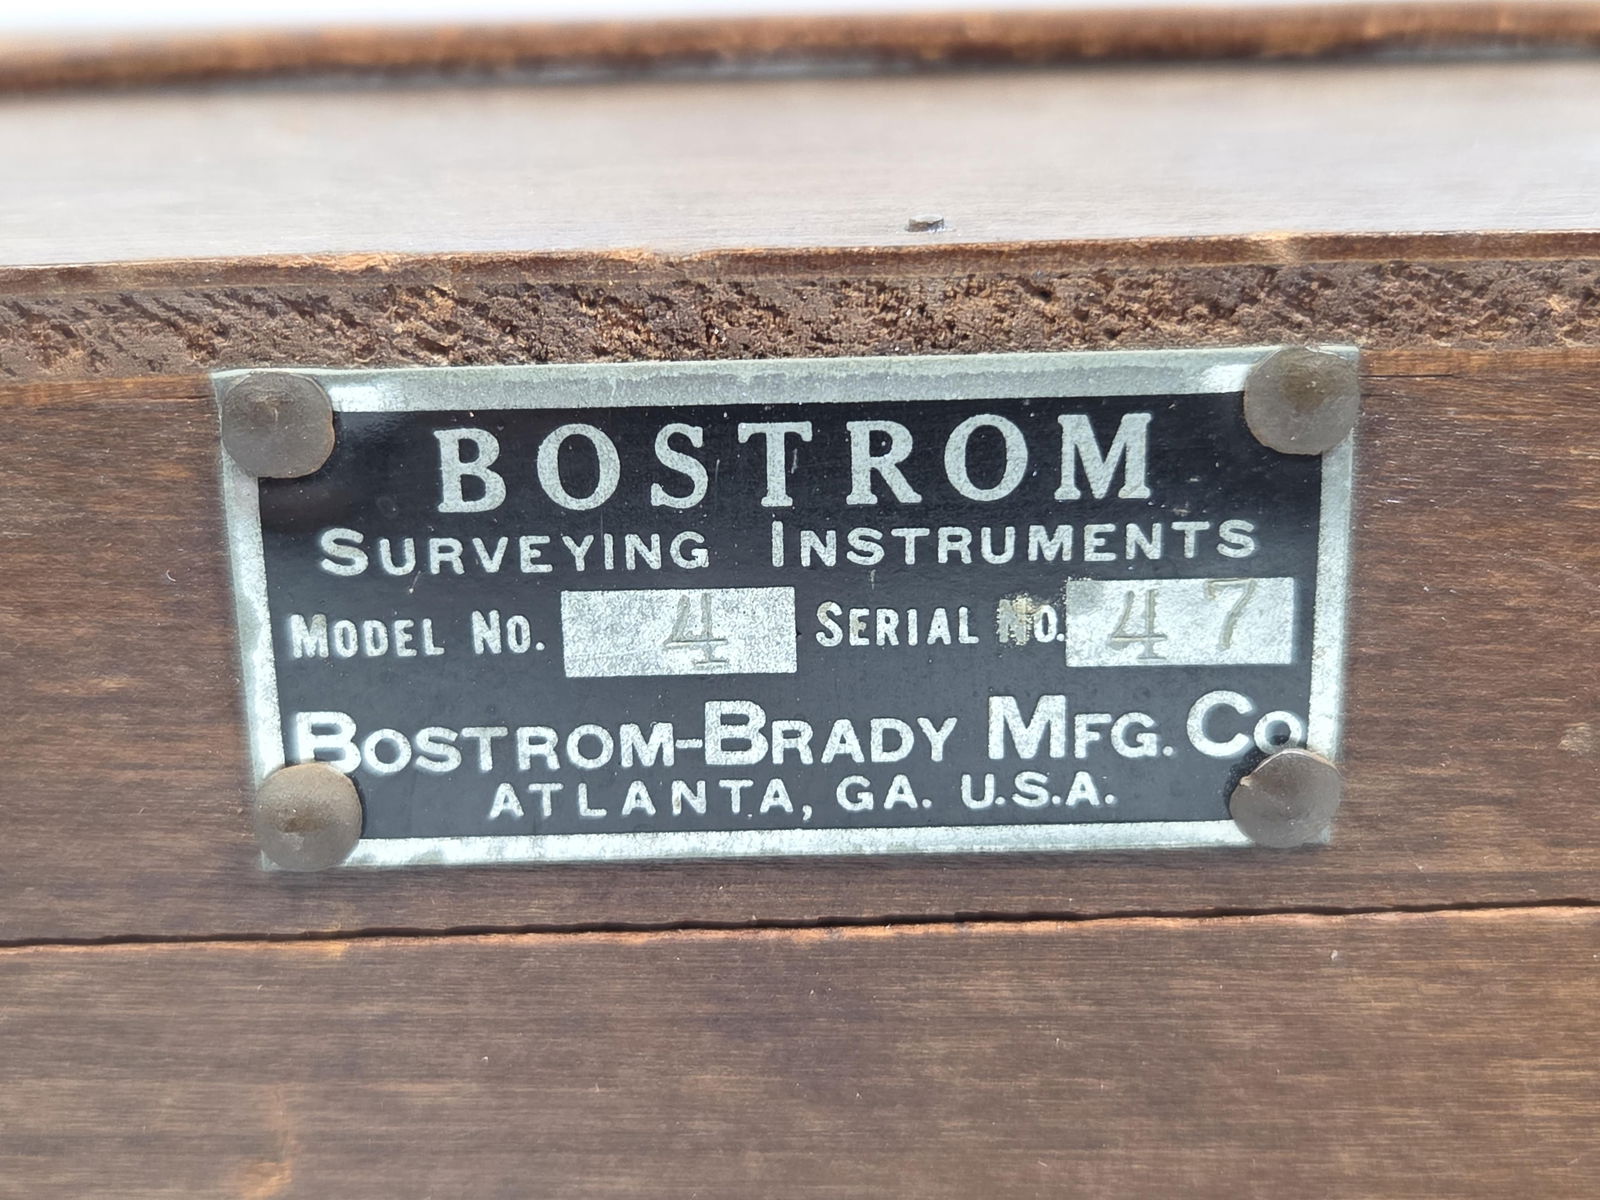 BOSTROM
SURVEYING INSTRUMENTS
MODEL NO. 4 SERIAL NO. 47
BOSTROM-BRADY MFG. CO
ATLANTA, GA. U.S.A.